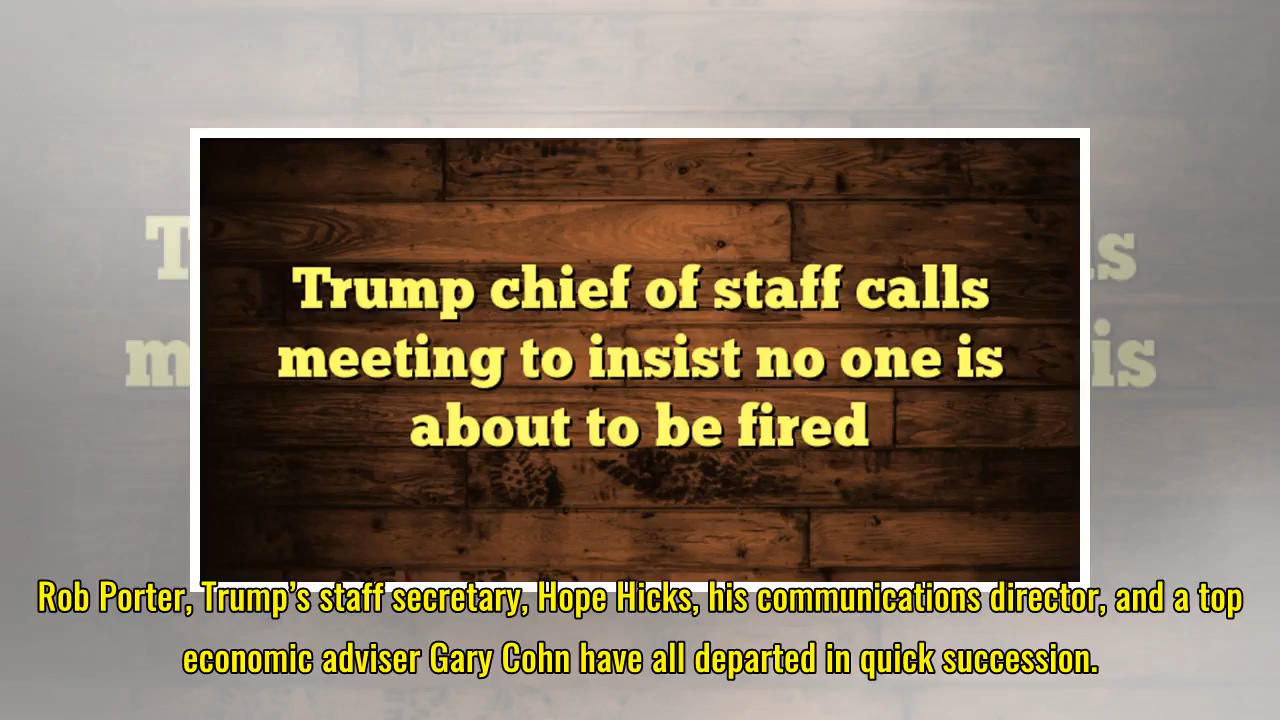 Trump chief of staff calls
meeting to insist no one is
about to be fired
Rob Porter, Trump’s staff secretary, Hope Hicks, his communications director, and a top
economic adviser Gary Cohn have all departed in quick succession.